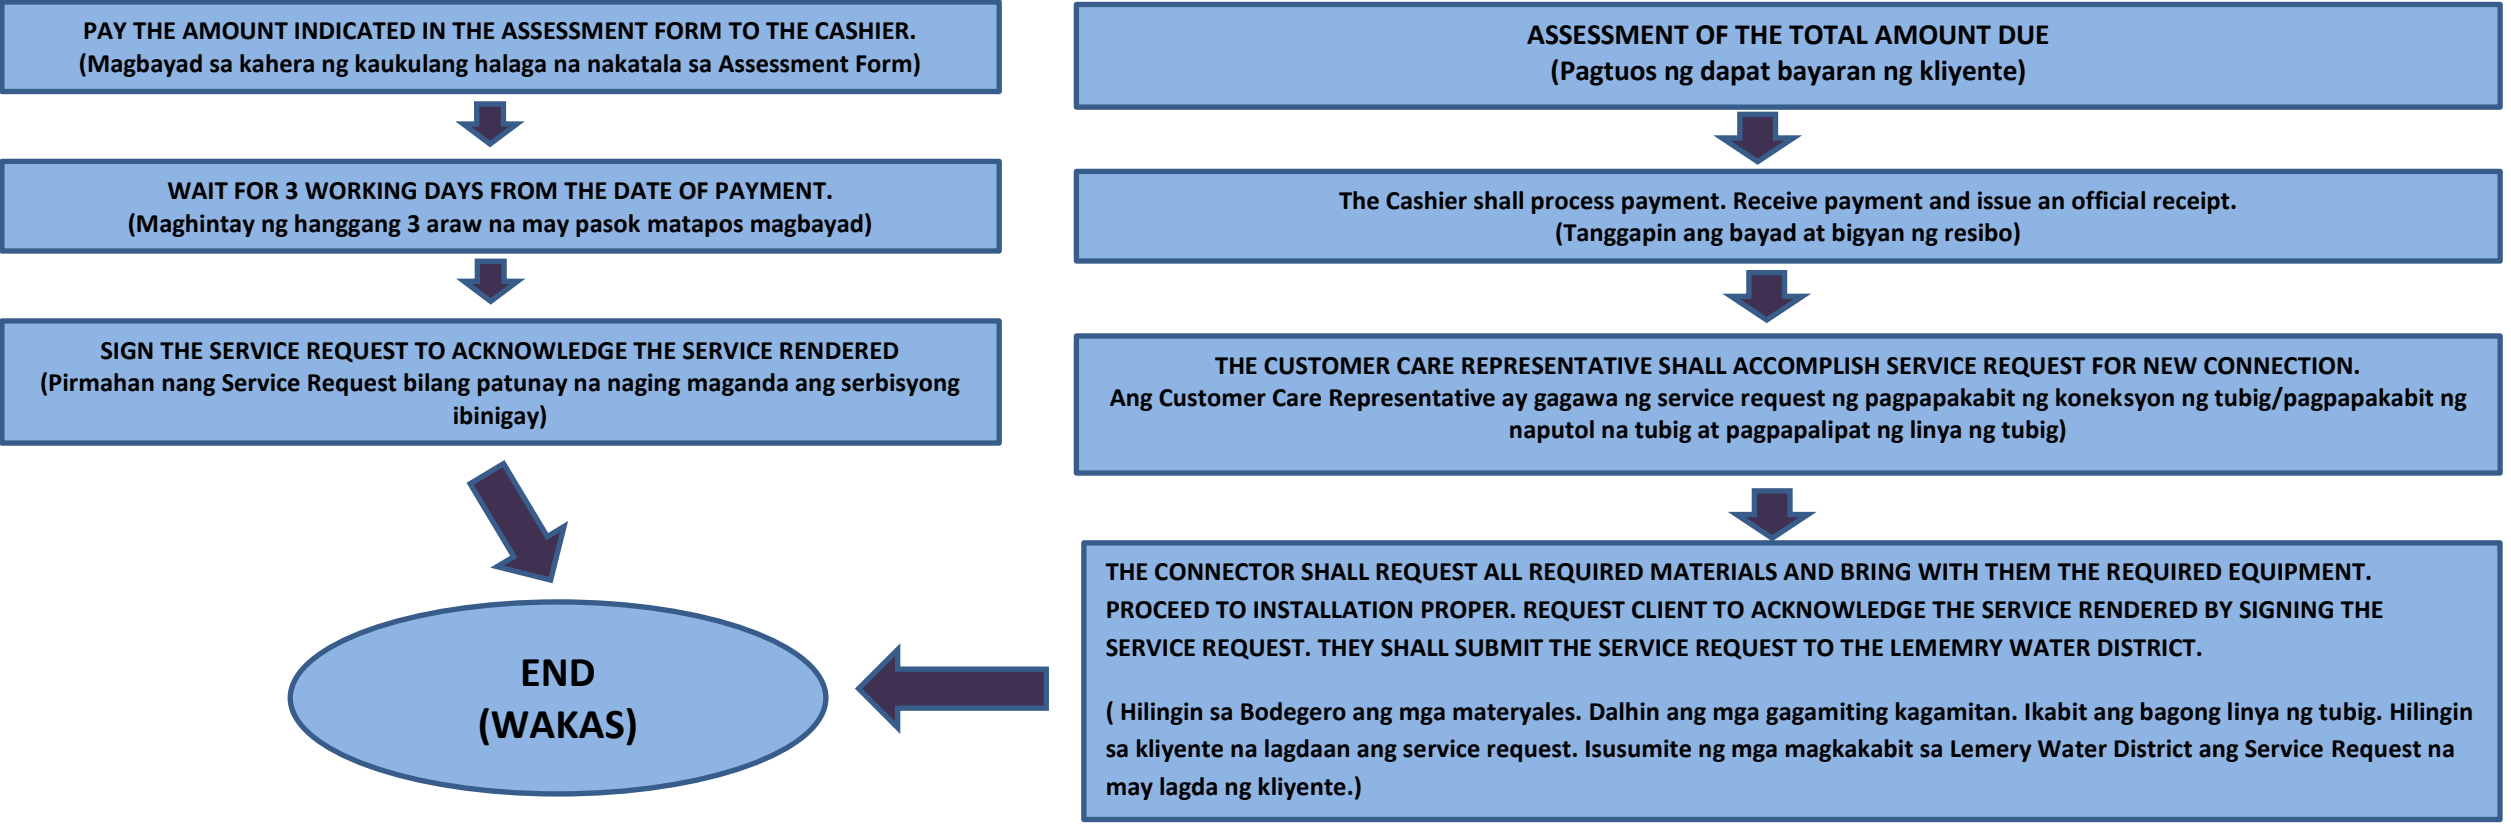 PAY THE AMOUNT INDICATED IN THE ASSESSMENT FORM TO THE CASHIER.
(Magbayad sa kahera ng kaukulang halaga na nakatala sa Assessment Form)
WAIT FOR 3 WORKING DAYS FROM THE DATE OF PAYMENT.
(Maghintay ng hanggang 3 araw na may pasok matapos magbayad)
SIGN THE SERVICE REQUEST TO ACKNOWLEDGE THE SERVICE RENDERED
(Pirmahan nang Service Request bilang patunay na naging maganda ang serbisyong
ibinigay)
ASSESSMENT OF THE TOTAL AMOUNT DUE
(Pagtuos ng dapat bayaran ng kliyente)
The Cashier shall process payment. Receive payment and issue an official receipt.
(Tanggapin ang bayad at bigyan ng resibo)
THE CUSTOMER CARE REPRESENTATIVE SHALL ACCOMPLISH SERVICE REQUEST FOR NEW CONNECTION.
Ang Customer Care Representative ay gagawa ng service request ng pagpapakabit ng koneksyon ng tubig/pagpapakabit ng
naputol na tubig at pagpapalipat ng linya ng tubig)
THE CONNECTOR SHALL REQUEST ALL REQUIRED MATERIALS AND BRING WITH THEM THE REQUIRED EQUIPMENT.
PROCEED TO INSTALLATION PROPER. REQUEST CLIENT TO ACKNOWLEDGE THE SERVICE RENDERED BY SIGNING THE
SERVICE REQUEST. THEY SHALL SUBMIT THE SERVICE REQUEST TO THE LEMEMRY WATER DISTRICT.
( Hilingin sa Bodegero ang mga materyales. Dalhin ang mga gagamiting kagamitan. Ikabit ang bagong linya ng tubig. Hilingin
sa kliyente na lagdaan ang service request. Isusumite ng mga magkakabit sa Lemery Water District ang Service Request na
may lagda ng kliyente.)
END
(WAKAS)